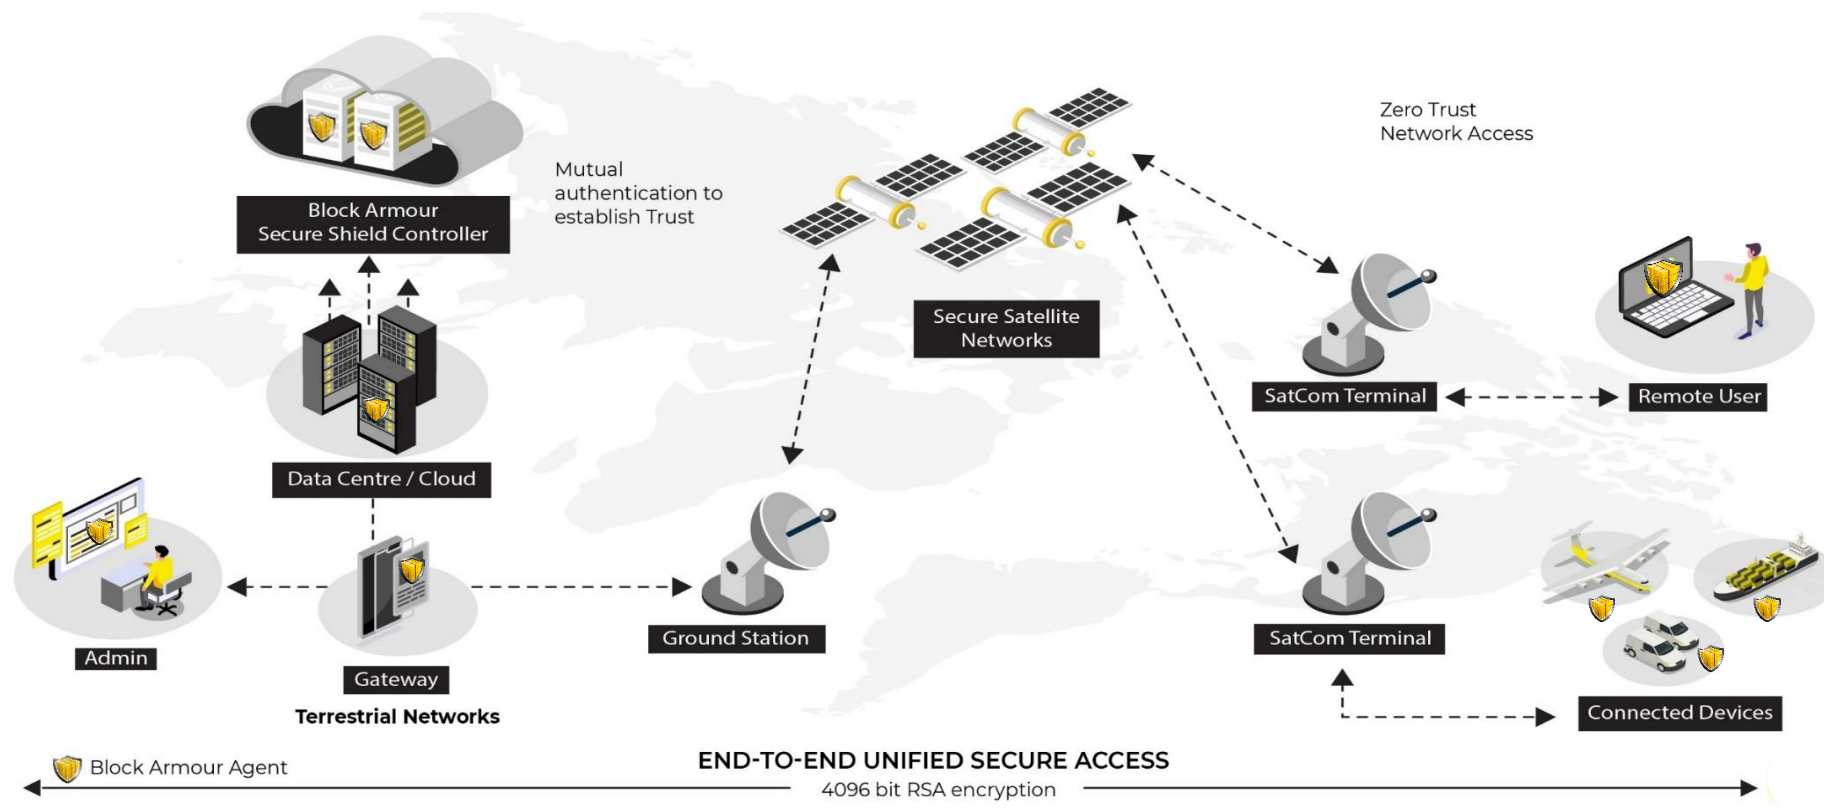 Zero Trust
Network Access
Mutual
authentication to
establish Trust
Block Armour
Secure Shield Controller
Secure Satellite
Networks
SatCom Terminal
Remote User
Data Centre / Cloud
Ground Station
SatCom Terminal
Admin
Gateway
Connected Devices
Terrestrial Networks
Block Armour Agent
END-TO-END UNIFIED SECURE ACCESS
4096 bit RSA encryption